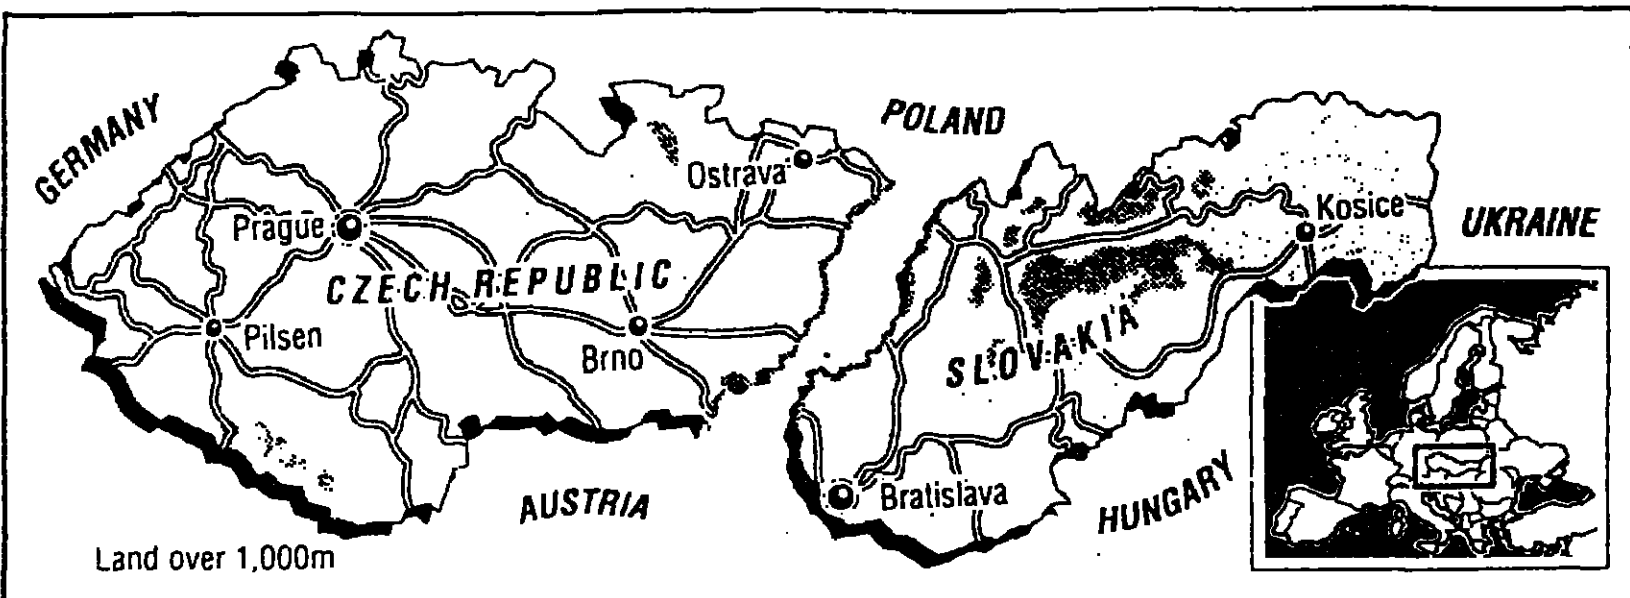 GERMANY
POLAND
Ostrava
Prague
Kosice
UKRAINE
CZECH REPUBLIC
Pilsen
Brno
SLOVAKIA
Bratislava
AUSTRIA
HUNGARY
Land over 1,000m